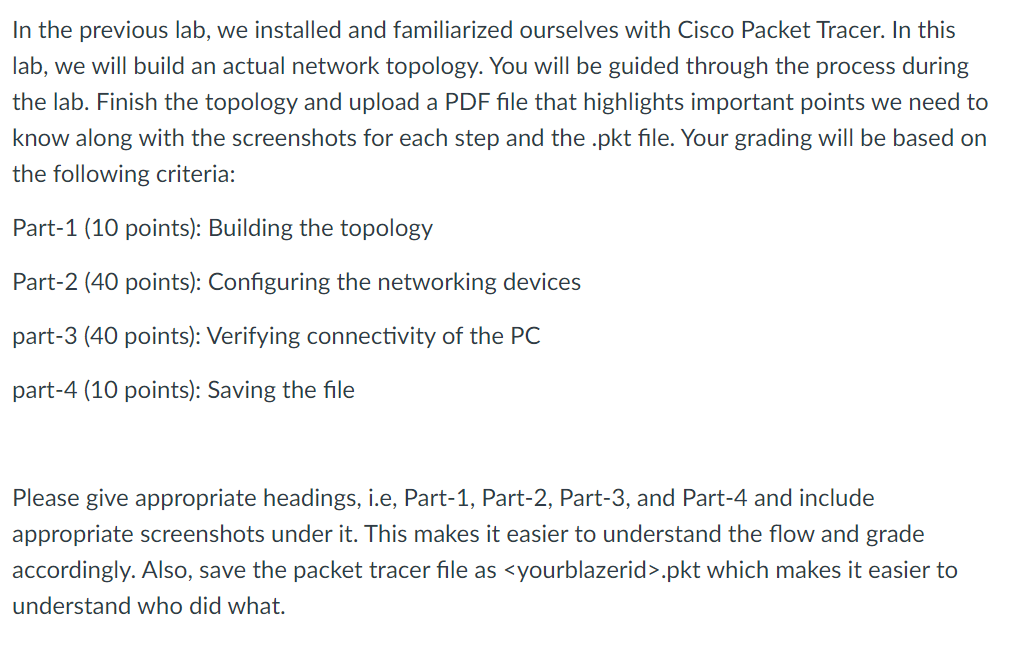 In the previous lab, we installed and familiarized ourselves with Cisco Packet Tracer. In this
lab, we will build an actual network topology. You will be guided through the process during
the lab. Finish the topology and upload a PDF file that highlights important points we need to
know along with the screenshots for each step and the .pkt file. Your grading will be based on
the following criteria:
Part-1 (10 points): Building the topology
Part-2 (40 points): Configuring the networking devices
part-3 (40 points): Verifying connectivity of the PC
part-4 (10 points): Saving the file
Please give appropriate headings, i.e, Part-1, Part-2, Part-3, and Part-4 and include
appropriate screenshots under it. This makes it easier to understand the flow and grade
accordingly. Also, save the packet tracer file as <yourblazerid>.pkt which makes it easier to
understand who did what.